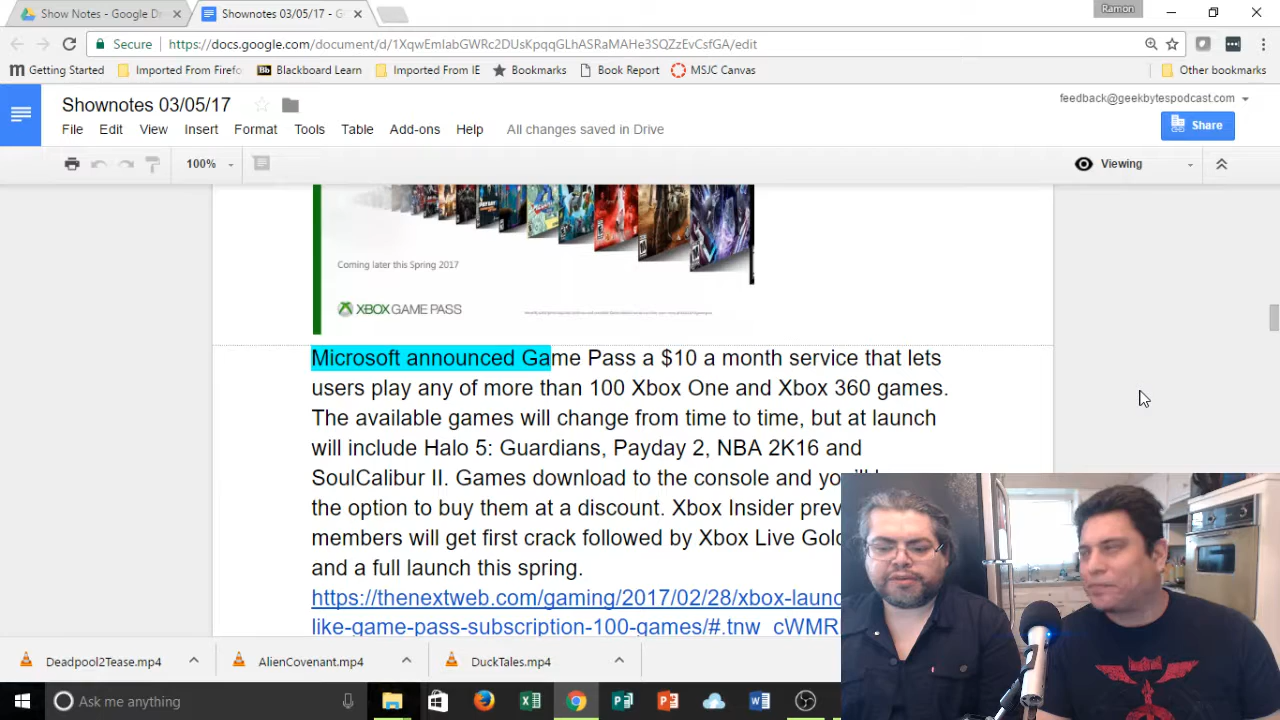 Show Notes - Google Dr
Shownotes 03/05/17 - G
Ramon
Secure
https://docs.google.com/document/d/1XqwEmlabGWRc2DUsKpqqGLhASRaMAHe3SQZzEvCsfGA/edit
Getting Started
Imported From Firefo
Blackboard Learn
Imported From IE
Bookmarks
Book Report
MSJC Canvas
Other bookmarks
Shownotes 03/05/17
feedback@geekbytespodcast.com
File Edit View Insert Format Tools Table Add-ons Help All changes saved in Drive
Share
100%
Viewing
Coming later this Spring 2017
XBOX GAME PASS
Microsoft announced Game Pass a $10 a month service that lets
users play any of more than 100 Xbox One and Xbox 360 games.
The available games will change from time to time, but at launch
will include Halo 5: Guardians, Payday 2, NBA 2K16 and
SoulCalibur II. Games download to the console and
the option to buy them at a discount. Xbox Insider prev
members will get first crack followed by Xbox Live Gold
and a full launch this spring.
https://thenextweb.com/gaming/2017/02/28/xbox-laun
like-game-pass-subscription-100-games/#.tnw_cWMR
Deadpool2Tease.mp4
AlienCovenant.mp4
DuckTales.mp4
Ask me anything